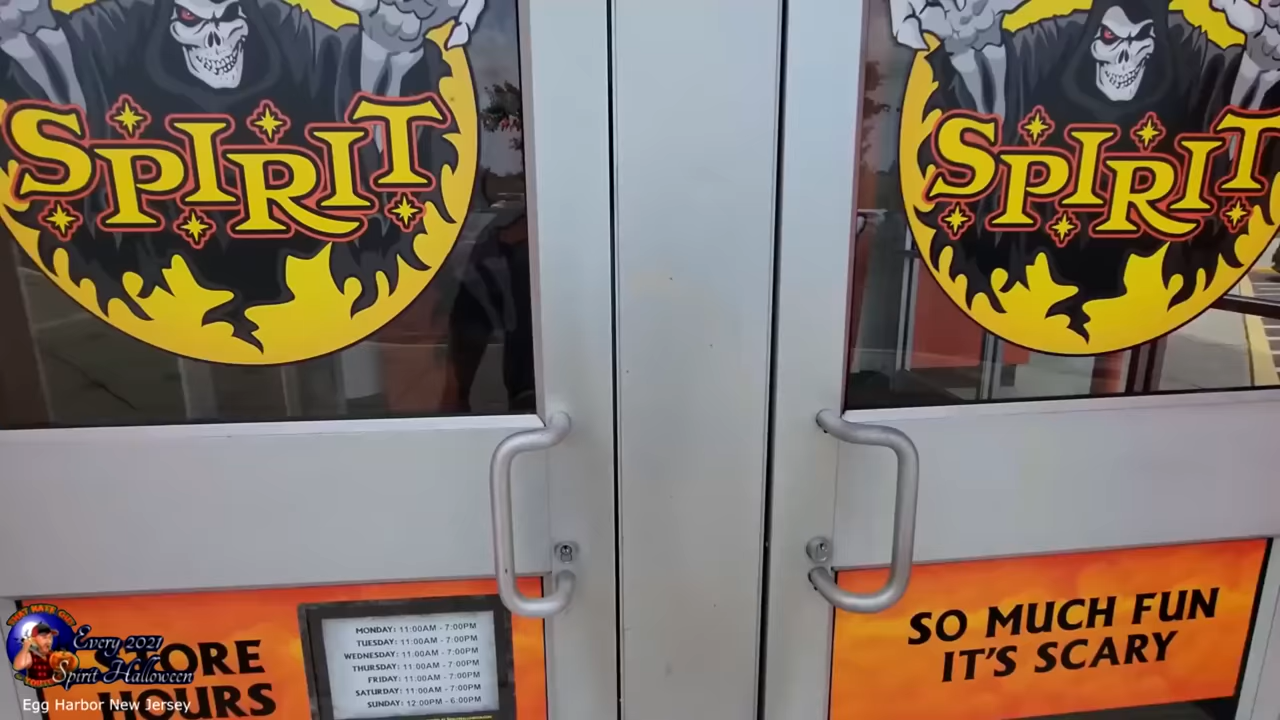 SPIRIT
SPIRIT
STORE
HOURS
MONDAY: 11:00AM - 7:00PM
TUESDAY: 11:00AM - 7:00PM
WEDNESDAY: 11:00AM - 7:00PM
THURSDAY: 11:00AM - 7:00PM
FRIDAY: 11:00AM - 7:00PM
SATURDAY: 11:00AM - 7:00PM
SUNDAY: 12:00PM - 6:00PM
SO MUCH FUN
IT'S SCARY
Every 2021
Spirit Halloween
Egg Harbor New Jersey